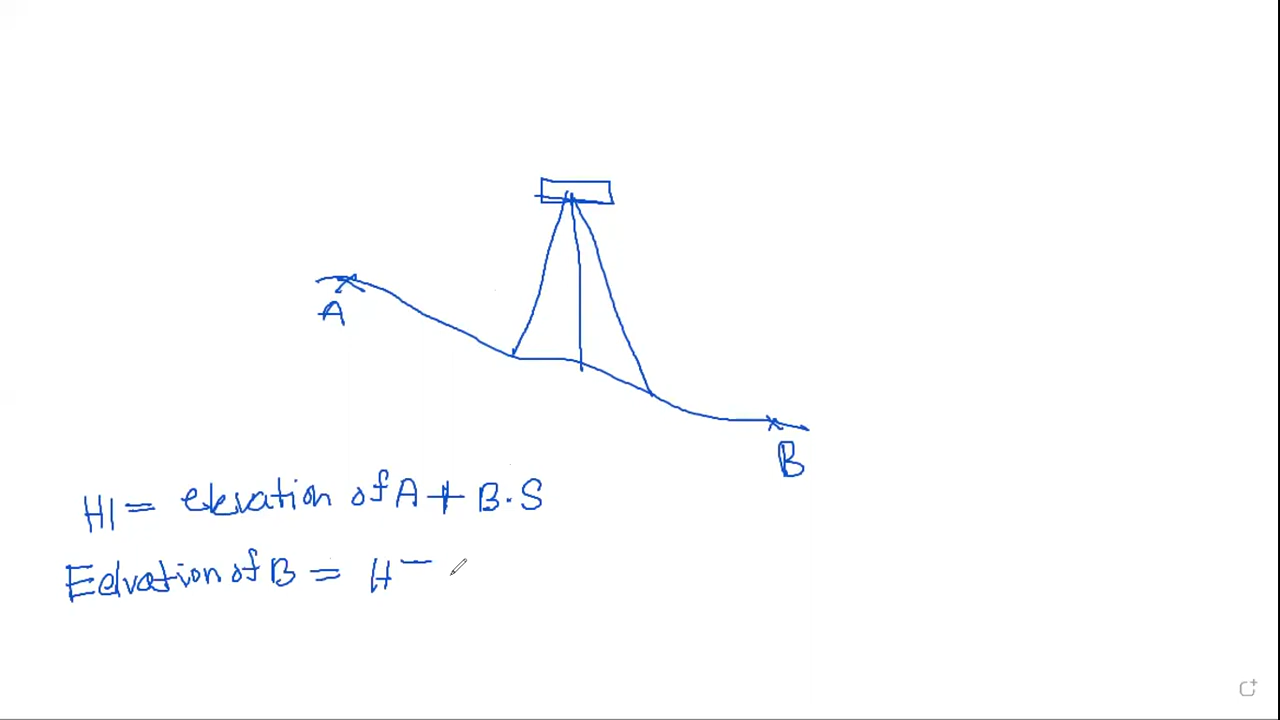 A
B
HI = elevation of A + B.S
Eelvation of B = H -